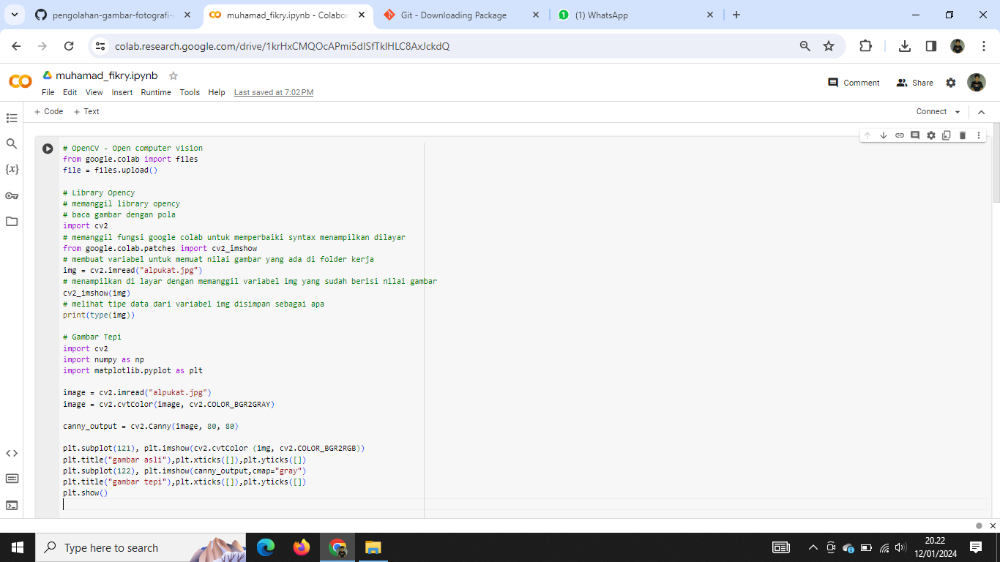 pengolahan-gambar-fotografi-
muhamad_fikry.ipynb - Colabor
Git - Downloading Package
(1) WhatsApp
colab.research.google.com/drive/1krHxCMQOcAPmi5dlSfTklHLC8AxJckdQ
CO
muhamad_fikry.ipynb
File Edit View Insert Runtime Tools Help Last saved at 7:02 PM
Comment
Share
+ Code + Text
Connect
# OpenCV - Open computer vision
from google.colab import files
file = files.upload()
# Library Opency
# memanggil library opency
# baca gambar dengan pola
import cv2
# memanggil fungsi google colab untuk memperbaiki syntax menampilkan dilayar
from google.colab.patches import cv2_imshow
# membuat variabel untuk memuat nilai gambar yang ada di folder kerja
img = cv2.imread("alpukat.jpg")
# menampilkan di layar dengan memanggil variabel img yang sudah berisi nilai gambar
cv2_imshow(img)
# melihat tipe data dari variabel img disimpan sebagai apa
print(type(img))
# Gambar Tepi
import cv2
import numpy as np
import matplotlib.pyplot as plt
image = cv2.imread("alpukat.jpg")
image = cv2.cvtColor(image, cv2.COLOR_BGR2GRAY)
canny_output = cv2.Canny(image, 80, 80)
plt.subplot(121), plt.imshow(cv2.cvtColor (img, cv2.COLOR_BGR2RGB))
plt.title("gambar asli"),plt.xticks([]),plt.yticks([])
plt.subplot(122), plt.imshow(canny_output,cmap="gray")
plt.title("gambar tepi"),plt.xticks([]),plt.yticks([])
plt.show()
{x}
Type here to search
20.22
12/01/2024